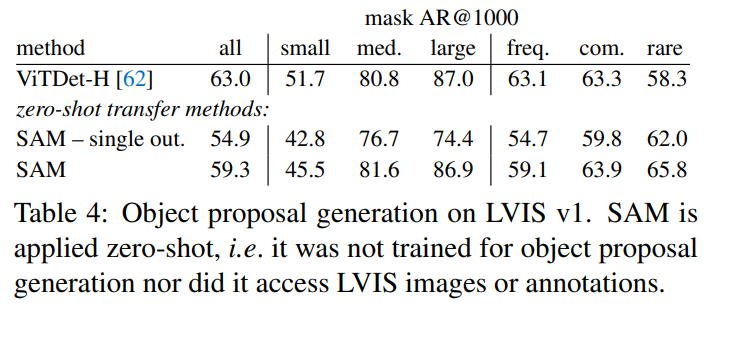 mask AR@1000
method all small med. large freq. com. rare
ViTDet-H [62] 63.0 51.7 80.8 87.0 63.1 63.3 58.3
zero-shot transfer methods:
SAM – single out. 54.9 42.8 76.7 74.4 54.7 59.8 62.0
SAM 59.3 45.5 81.6 86.9 59.1 63.9 65.8
Table 4: Object proposal generation on LVIS v1. SAM is
applied zero-shot, i.e. it was not trained for object proposal
generation nor did it access LVIS images or annotations.